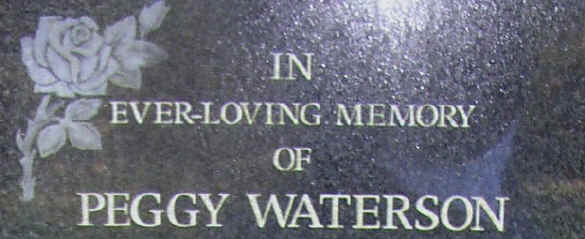 IN
EVER-LOVING MEMORY
OF
PEGGY WATERSON